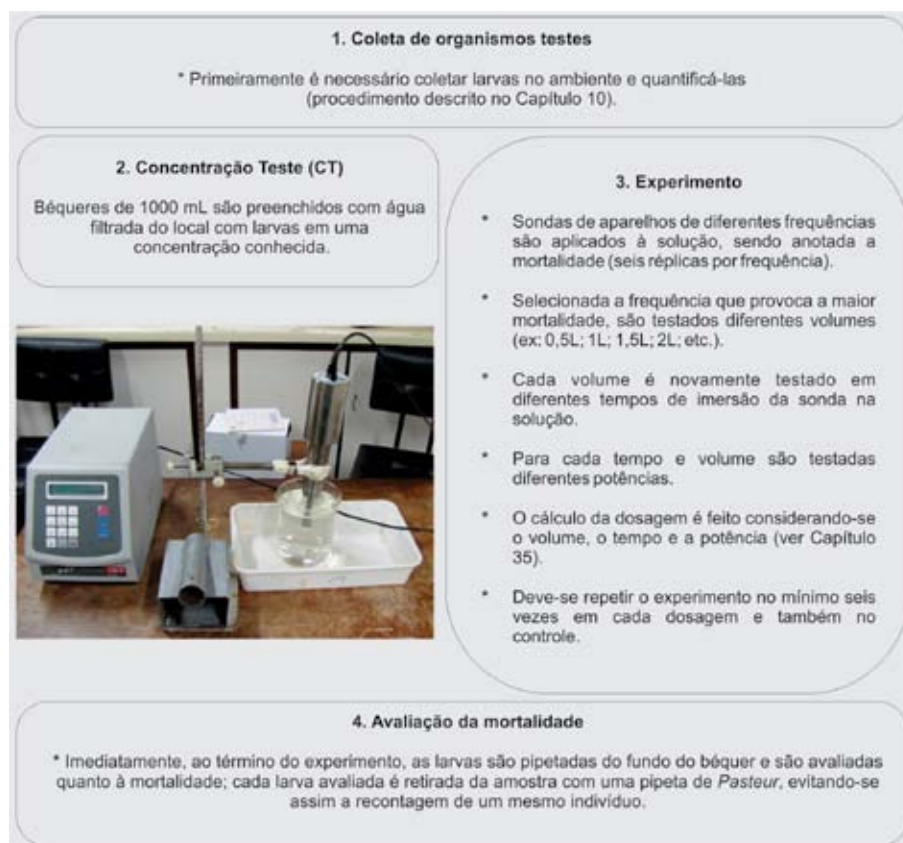 1. Coleta de organismos testes
* Primeiramente é necessário coletar larvas no ambiente e quantificá-las
(procedimento descrito no Capítulo 10).
2. Concentração Teste (CT)
Béqueres de 1000 mL são preenchidos com água
filtrada do local com larvas em uma
concentração conhecida.
3. Experimento
* Sondas de aparelhos de diferentes frequências
são aplicados à solução, sendo anotada a
mortalidade (seis réplicas por frequência).
* Selecionada a frequência que provoca a maior
mortalidade, são testados diferentes volumes
(ex: 0,5L; 1L; 1,5L; 2L; etc.).
* Cada volume é novamente testado em
diferentes tempos de imersão da sonda na
solução.
* Para cada tempo e volume são testadas
diferentes potências.
* O cálculo da dosagem é feito considerando-se
o volume, o tempo e a potência (ver Capítulo
35).
* Deve-se repetir o experimento no mínimo seis
vezes em cada dosagem e também no
controle.
4. Avaliação da mortalidade
* Imediatamente, ao término do experimento, as larvas são pipetadas do fundo do béquer e são avaliadas
quanto à mortalidade; cada larva avaliada é retirada da amostra com uma pipeta de Pasteur, evitando-se
assim a recontagem de um mesmo indivíduo.